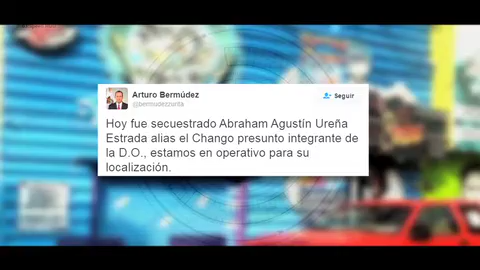 Arturo Bermúdez
@bermudezzurita
Seguir
Hoy fue secuestrado Abraham Agustín Ureña
Estrada alias el Chango presunto integrante de
la D.O., estamos en operativo para su
localización.